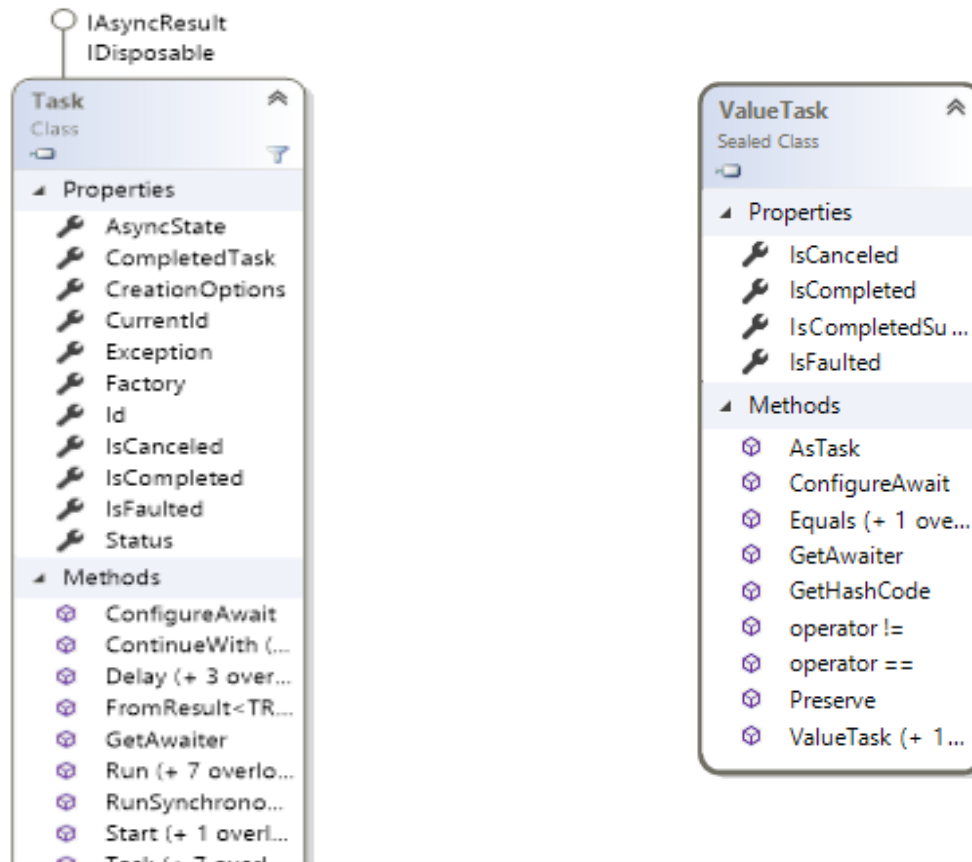 IAsyncResult
IDisposable
Task
Class
Properties
AsyncState
CompletedTask
CreationOptions
CurrentId
Exception
Factory
Id
IsCanceled
IsCompleted
IsFaulted
Status
Methods
ConfigureAwait
ContinueWith (...
Delay (+ 3 over...
FromResult<TR...
GetAwaiter
Run (+ 7 overlo...
RunSynchrono...
Start (+ 1 overl...
ValueTask
Sealed Class
Properties
IsCanceled
IsCompleted
IsCompletedSu...
IsFaulted
Methods
AsTask
ConfigureAwait
Equals (+ 1 ove...
GetAwaiter
GetHashCode
operator !=
operator ==
Preserve
ValueTask (+ 1...